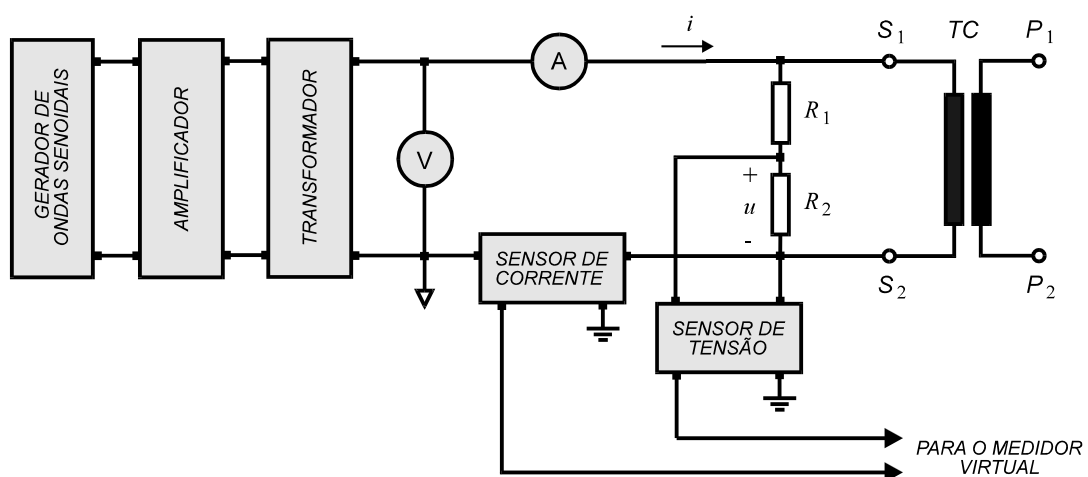 GERADOR DE
ONDAS SENOIDAIS
AMPLIFICADOR
TRANSFORMADOR
V
A
i
R1
+
u
-
R2
S1
TC
P1
S2
P2
SENSOR DE
CORRENTE
SENSOR DE
TENSÃO
PARA O MEDIDOR
VIRTUAL